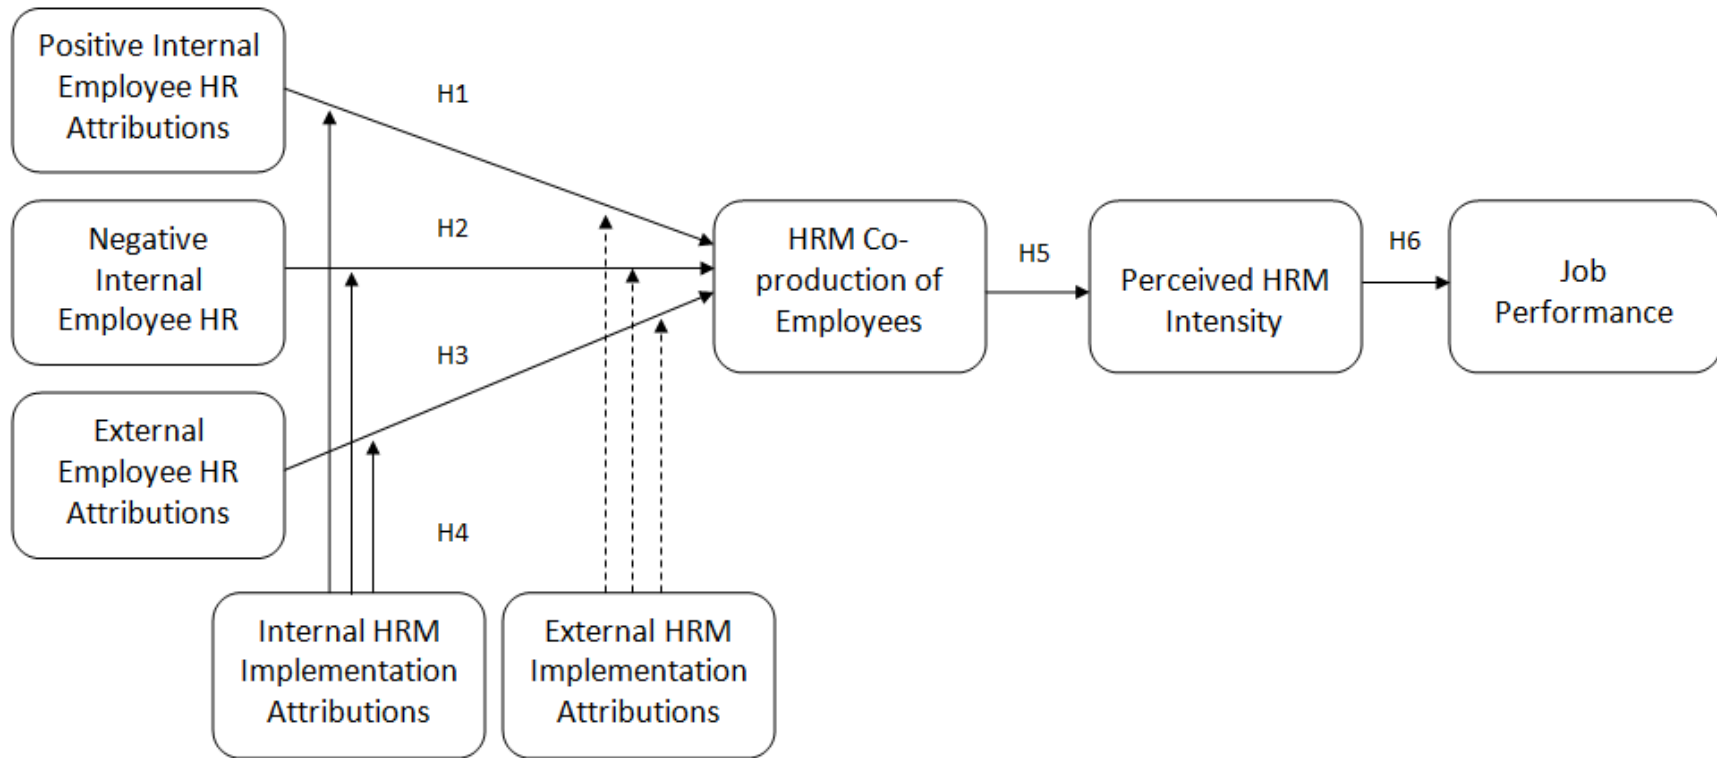 Positive Internal
Employee HR
Attributions
H1
Negative
Internal
Employee HR
H2
External
Employee HR
Attributions
H3
H4
Internal HRM
Implementation
Attributions
External HRM
Implementation
Attributions
HRM Co-
production of
Employees
H5
Perceived HRM
Intensity
H6
Job
Performance